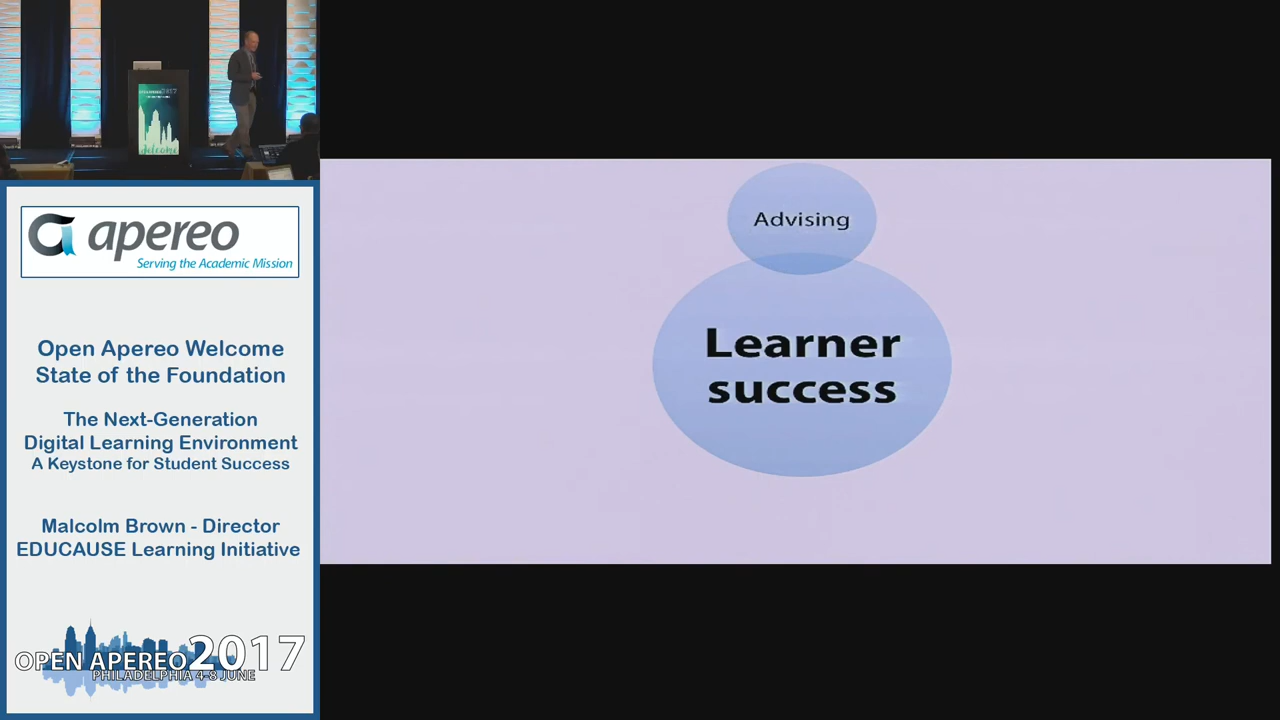 apereo
Serving the Academic Mission
Open Apereo Welcome
State of the Foundation
The Next-Generation
Digital Learning Environment
A Keystone for Student Success
Malcolm Brown - Director
EDUCAUSE Learning Initiative
OPEN APEREO 2017
PHILADELPHIA 4-8 JUNE
Advising
Learner
success
welcome